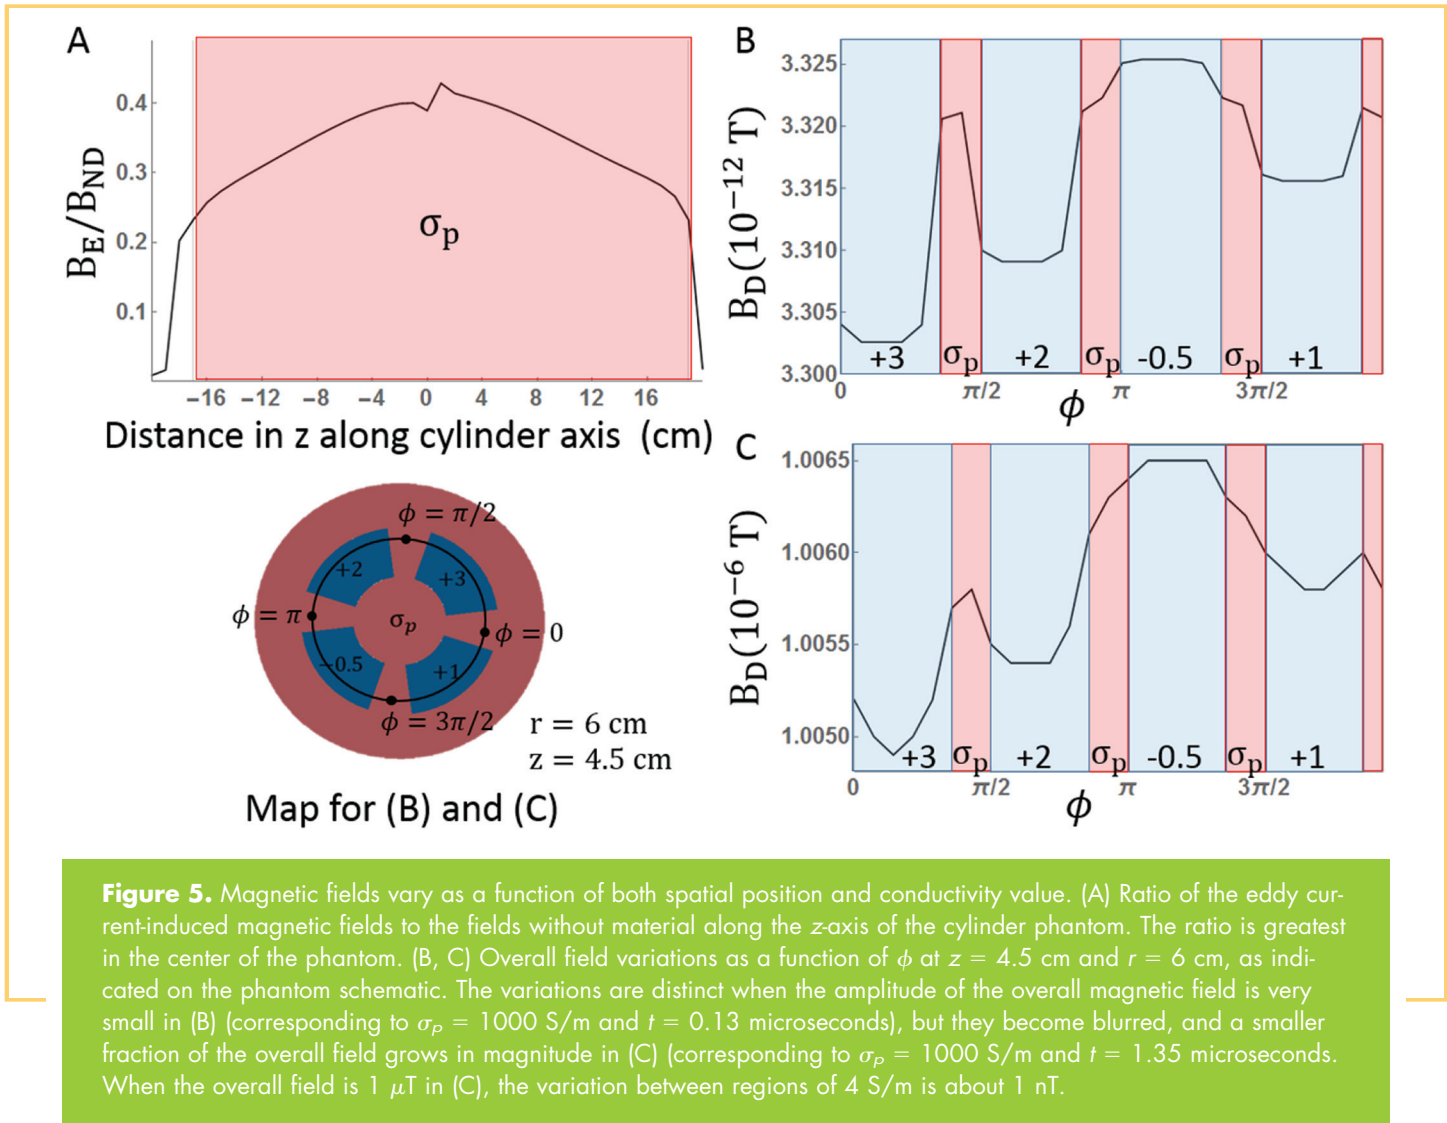 A
B_E/B_ND
0.4
0.3
0.2
0.1
σ_p
−16 −12 −8 −4 0 4 8 12 16
Distance in z along cylinder axis (cm)
B
B_D(10^−12 T)
3.325
3.320
3.315
3.310
3.305
3.300
+3 σ_p +2 σ_p -0.5 σ_p +1
0 π/2 π 3π/2
ϕ
C
B_D(10^−6 T)
1.0065
1.0060
1.0055
1.0050
+3 σ_p +2 σ_p -0.5 σ_p +1
0 π/2 π 3π/2
ϕ
ϕ = π/2
+2
+3
ϕ = π
σ_p
ϕ = 0
−0.5
+1
ϕ = 3π/2
r = 6 cm
z = 4.5 cm
Map for (B) and (C)
Figure 5. Magnetic fields vary as a function of both spatial position and conductivity value. (A) Ratio of the eddy cur-
rent-induced magnetic fields to the fields without material along the z-axis of the cylinder phantom. The ratio is greatest
in the center of the phantom. (B, C) Overall field variations as a function of ϕ at z = 4.5 cm and r = 6 cm, as indi-
cated on the phantom schematic. The variations are distinct when the amplitude of the overall magnetic field is very
small in (B) (corresponding to σ_p = 1000 S/m and t = 0.13 microseconds), but they become blurred, and a smaller
fraction of the overall field grows in magnitude in (C) (corresponding to σ_p = 1000 S/m and t = 1.35 microseconds.
When the overall field is 1 μT in (C), the variation between regions of 4 S/m is about 1 nT.